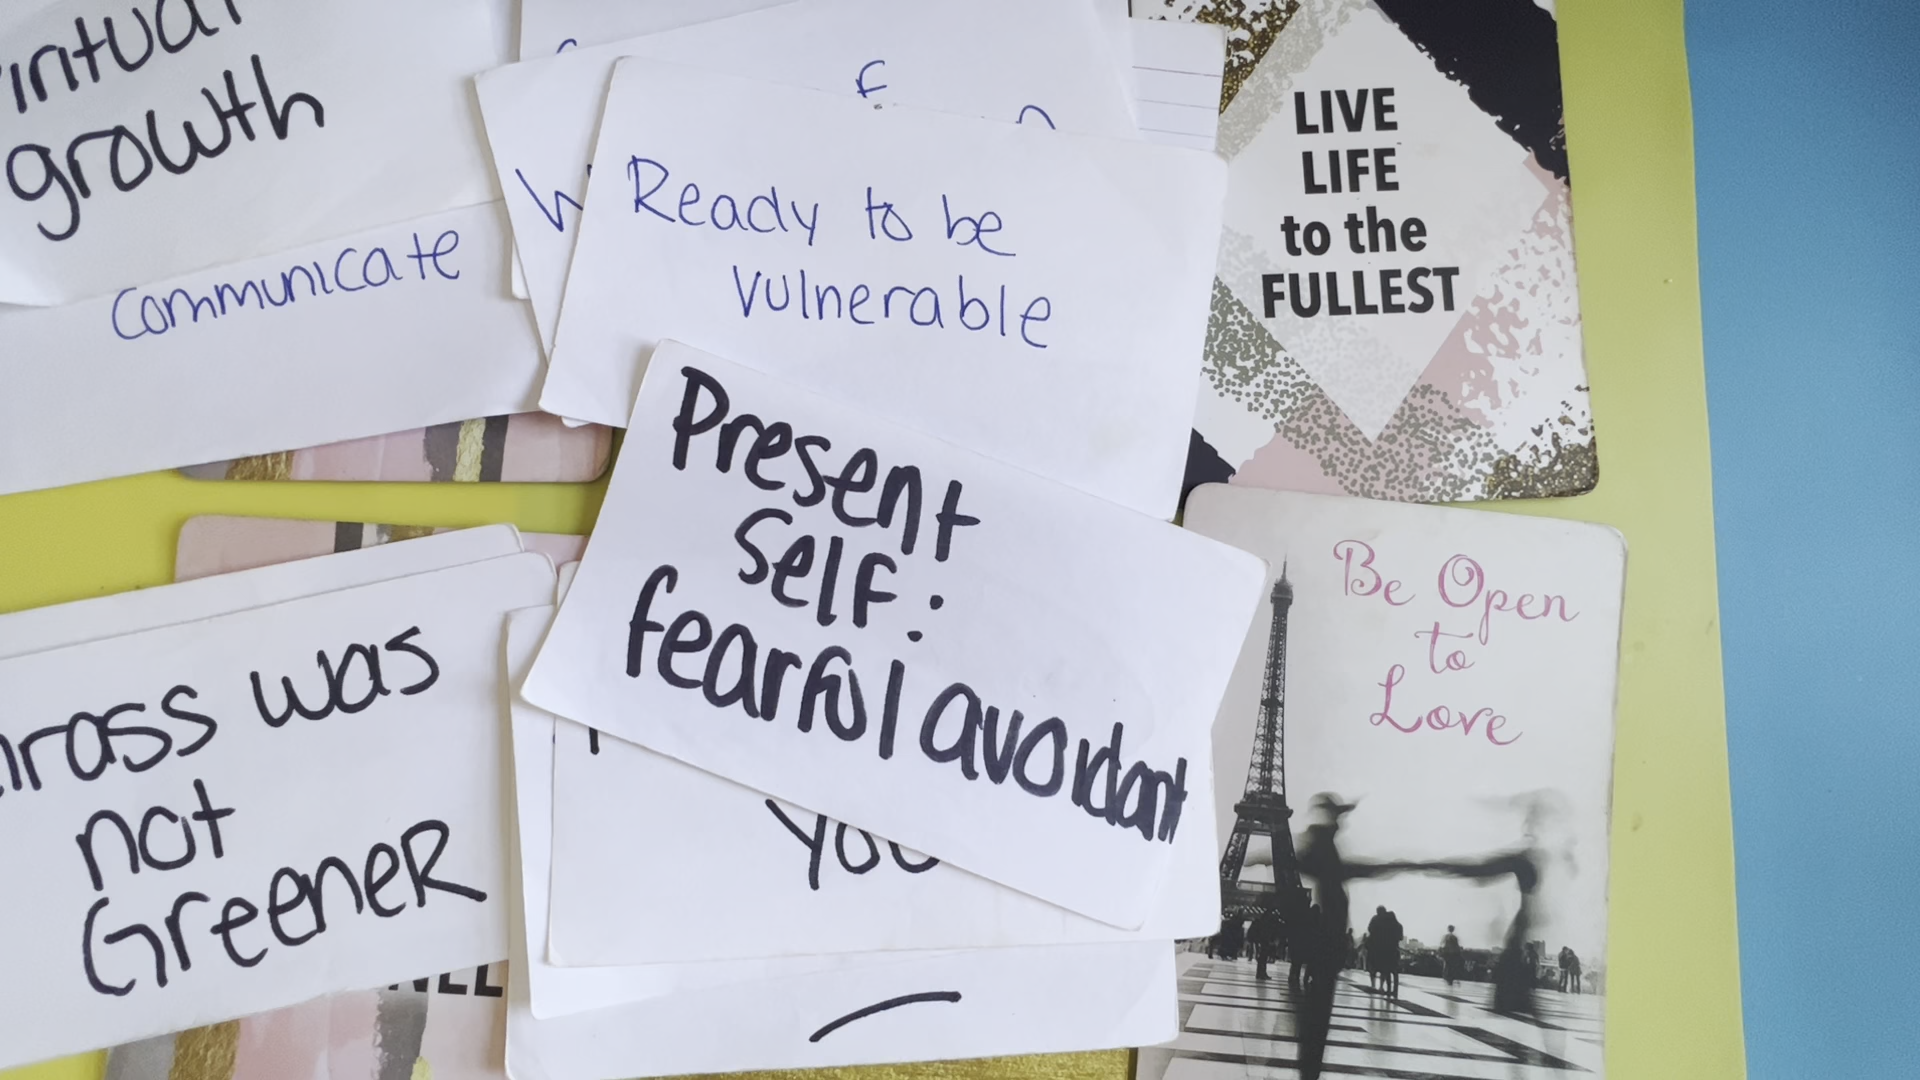 growth
Communicate
Ready to be
vulnerable
LIVE
LIFE
to the
FULLEST
Present
Self:
fearful avoidant
Be Open
to
Love
was
not
GreeneR
you